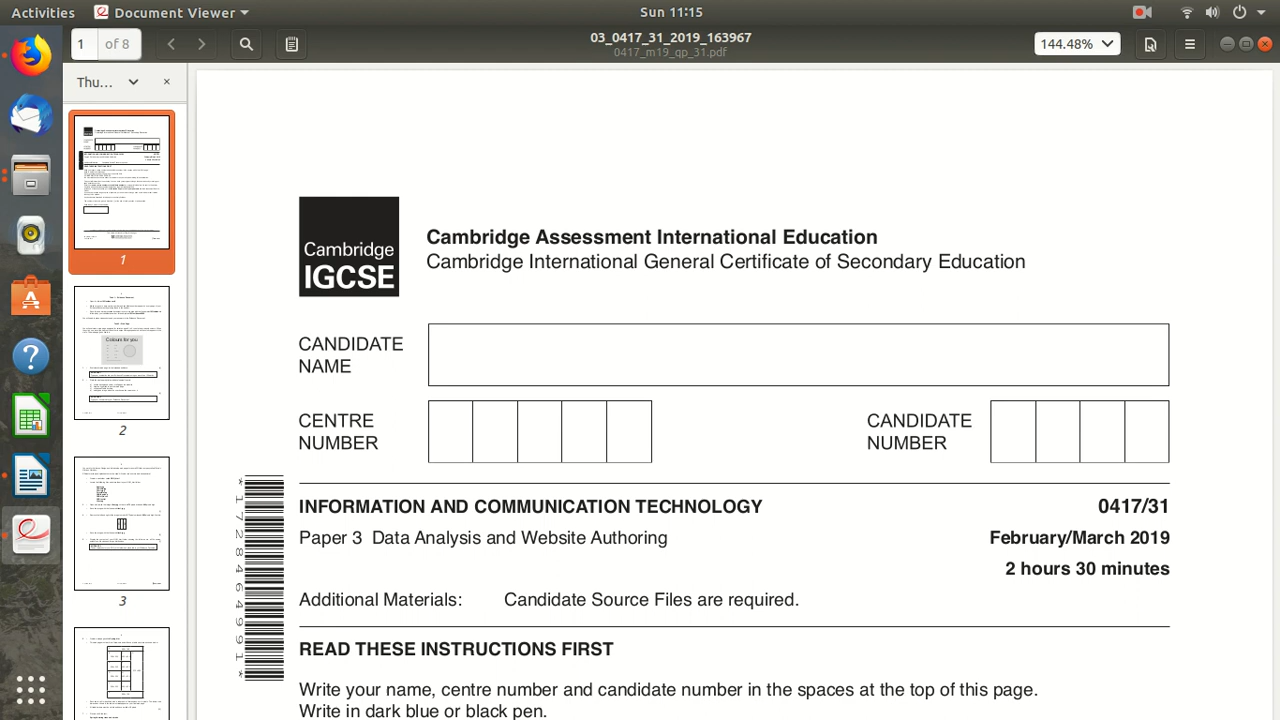 Activities Document Viewer Sun 11:15
1 of 8 03_0417_31_2019_163967 144.48%
0417_m19_qp_31.pdf
Thu... ×
Cambridge
IGCSE
Cambridge Assessment International Education
Cambridge International General Certificate of Secondary Education
CANDIDATE
NAME
CENTRE
NUMBER
CANDIDATE
NUMBER
INFORMATION AND COMMUNICATION TECHNOLOGY 0417/31
Paper 3 Data Analysis and Website Authoring February/March 2019
2 hours 30 minutes
Additional Materials: Candidate Source Files are required.
READ THESE INSTRUCTIONS FIRST
Write your name, centre number and candidate number in the spaces at the top of this page.
Write in dark blue or black pen.
*1728464991*
1
Colours for you
2
3